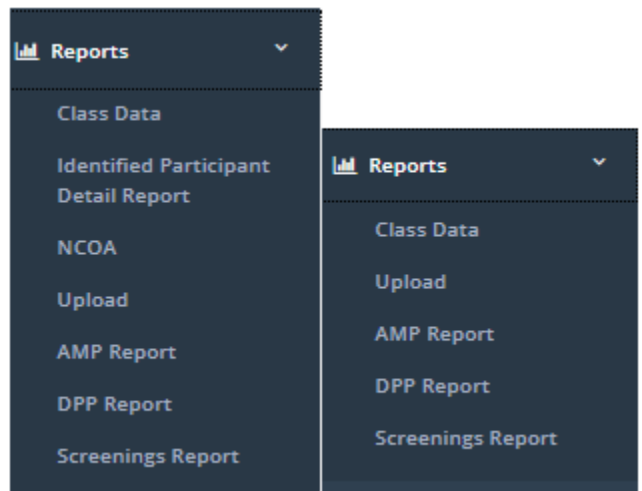 Reports
Class Data
Identified Participant
Detail Report
NCOA
Upload
AMP Report
DPP Report
Screenings Report
Reports
Class Data
Upload
AMP Report
DPP Report
Screenings Report